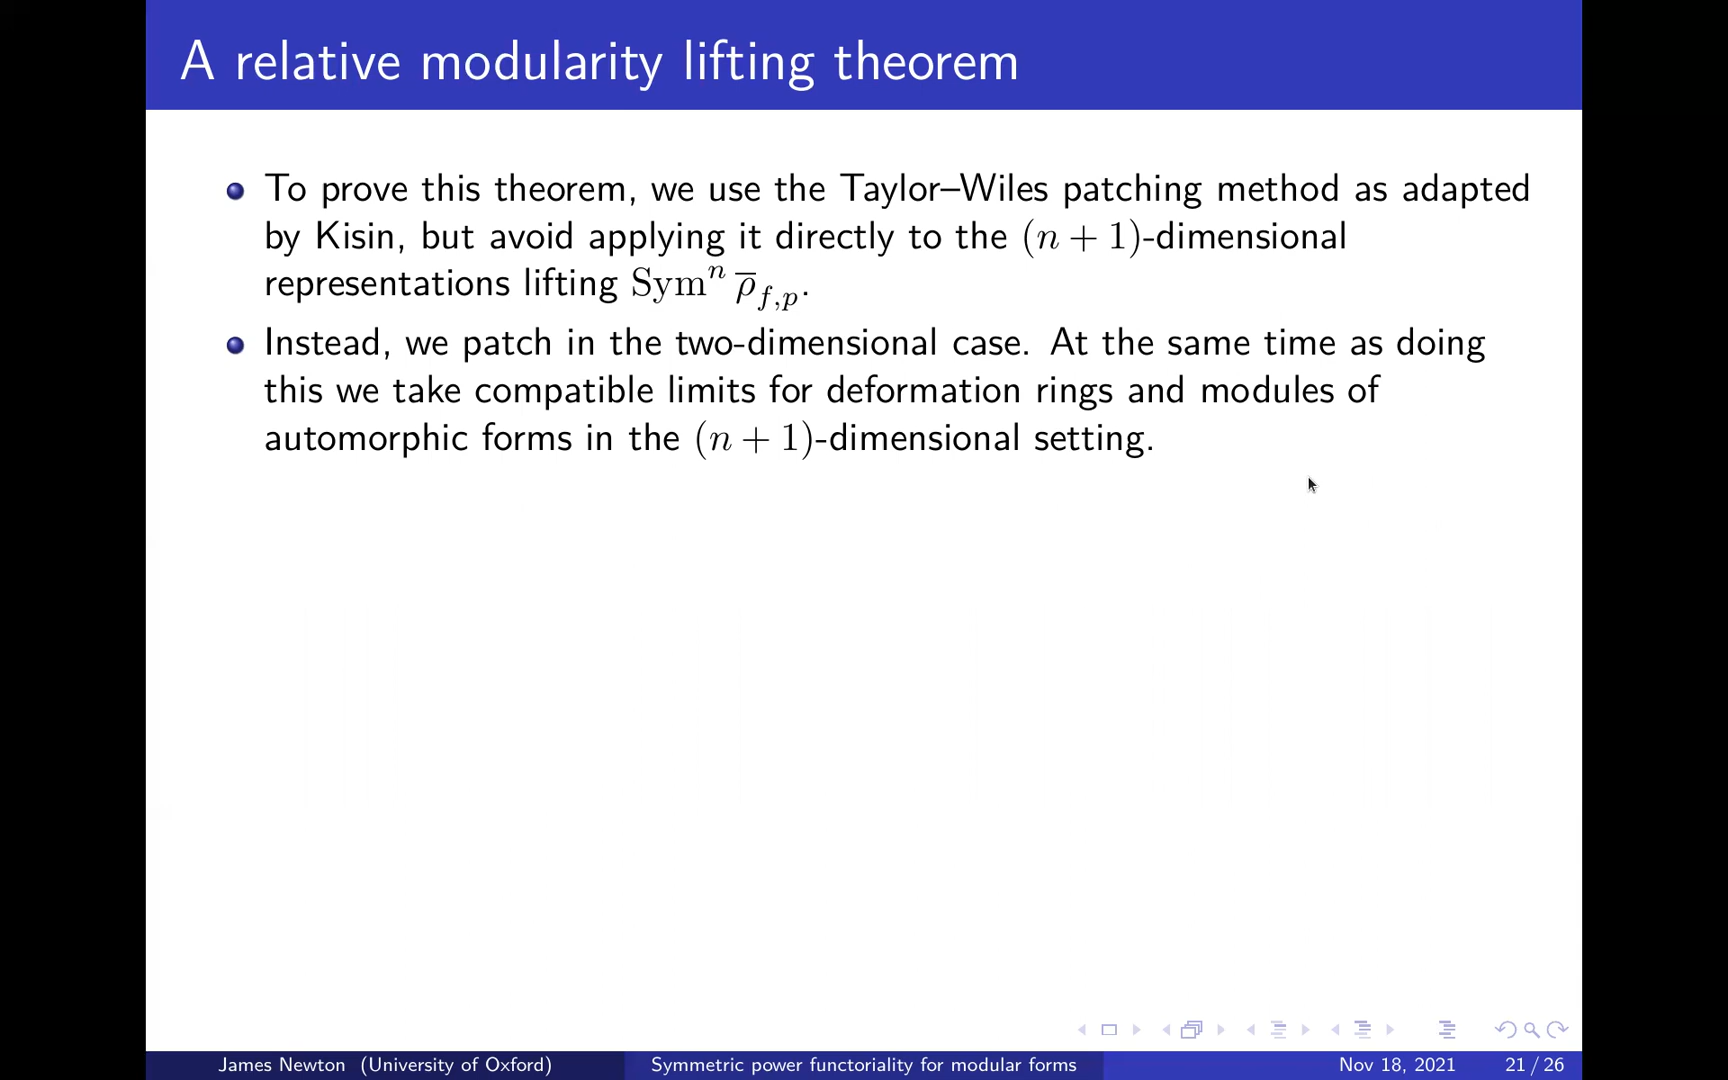 A relative modularity lifting theorem
To prove this theorem, we use the Taylor–Wiles patching method as adapted
by Kisin, but avoid applying it directly to the (n + 1)-dimensional
representations lifting Symⁿ ρ̅_{f,p}.
Instead, we patch in the two-dimensional case. At the same time as doing
this we take compatible limits for deformation rings and modules of
automorphic forms in the (n + 1)-dimensional setting.
James Newton (University of Oxford) Symmetric power functoriality for modular forms Nov 18, 2021 21 / 26